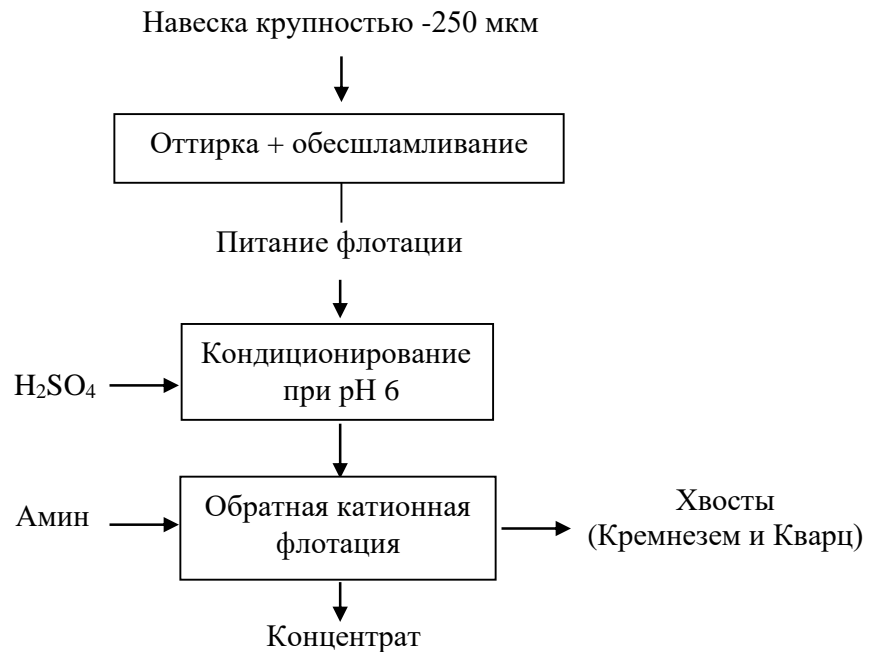 Навеска крупностью -250 мкм
Оттирка + обесшламливание
Питание флотации
Кондиционирование
при pH 6
H₂SO₄
Обратная катионная
флотация
Амин
Хвосты
(Кремнезем и Кварц)
Концентрат